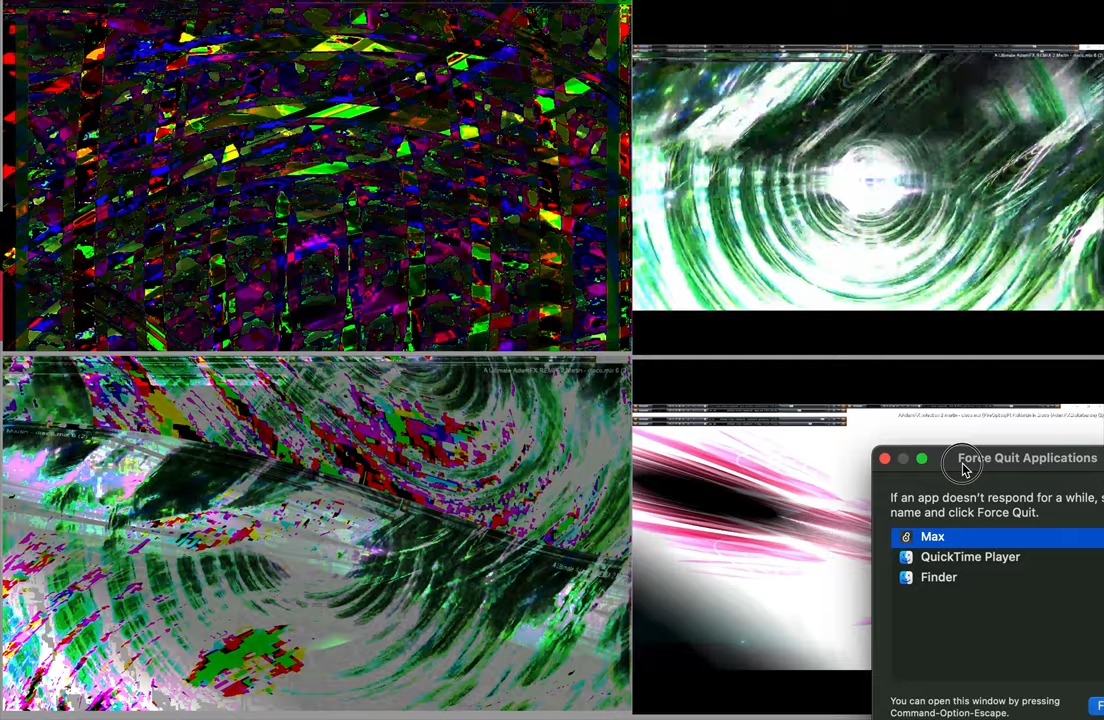 Force Quit Applications
If an app doesn't respond for a while, s
name and click Force Quit.
Max
QuickTime Player
Finder
You can open this window by pressing
Command-Option-Escape.
F